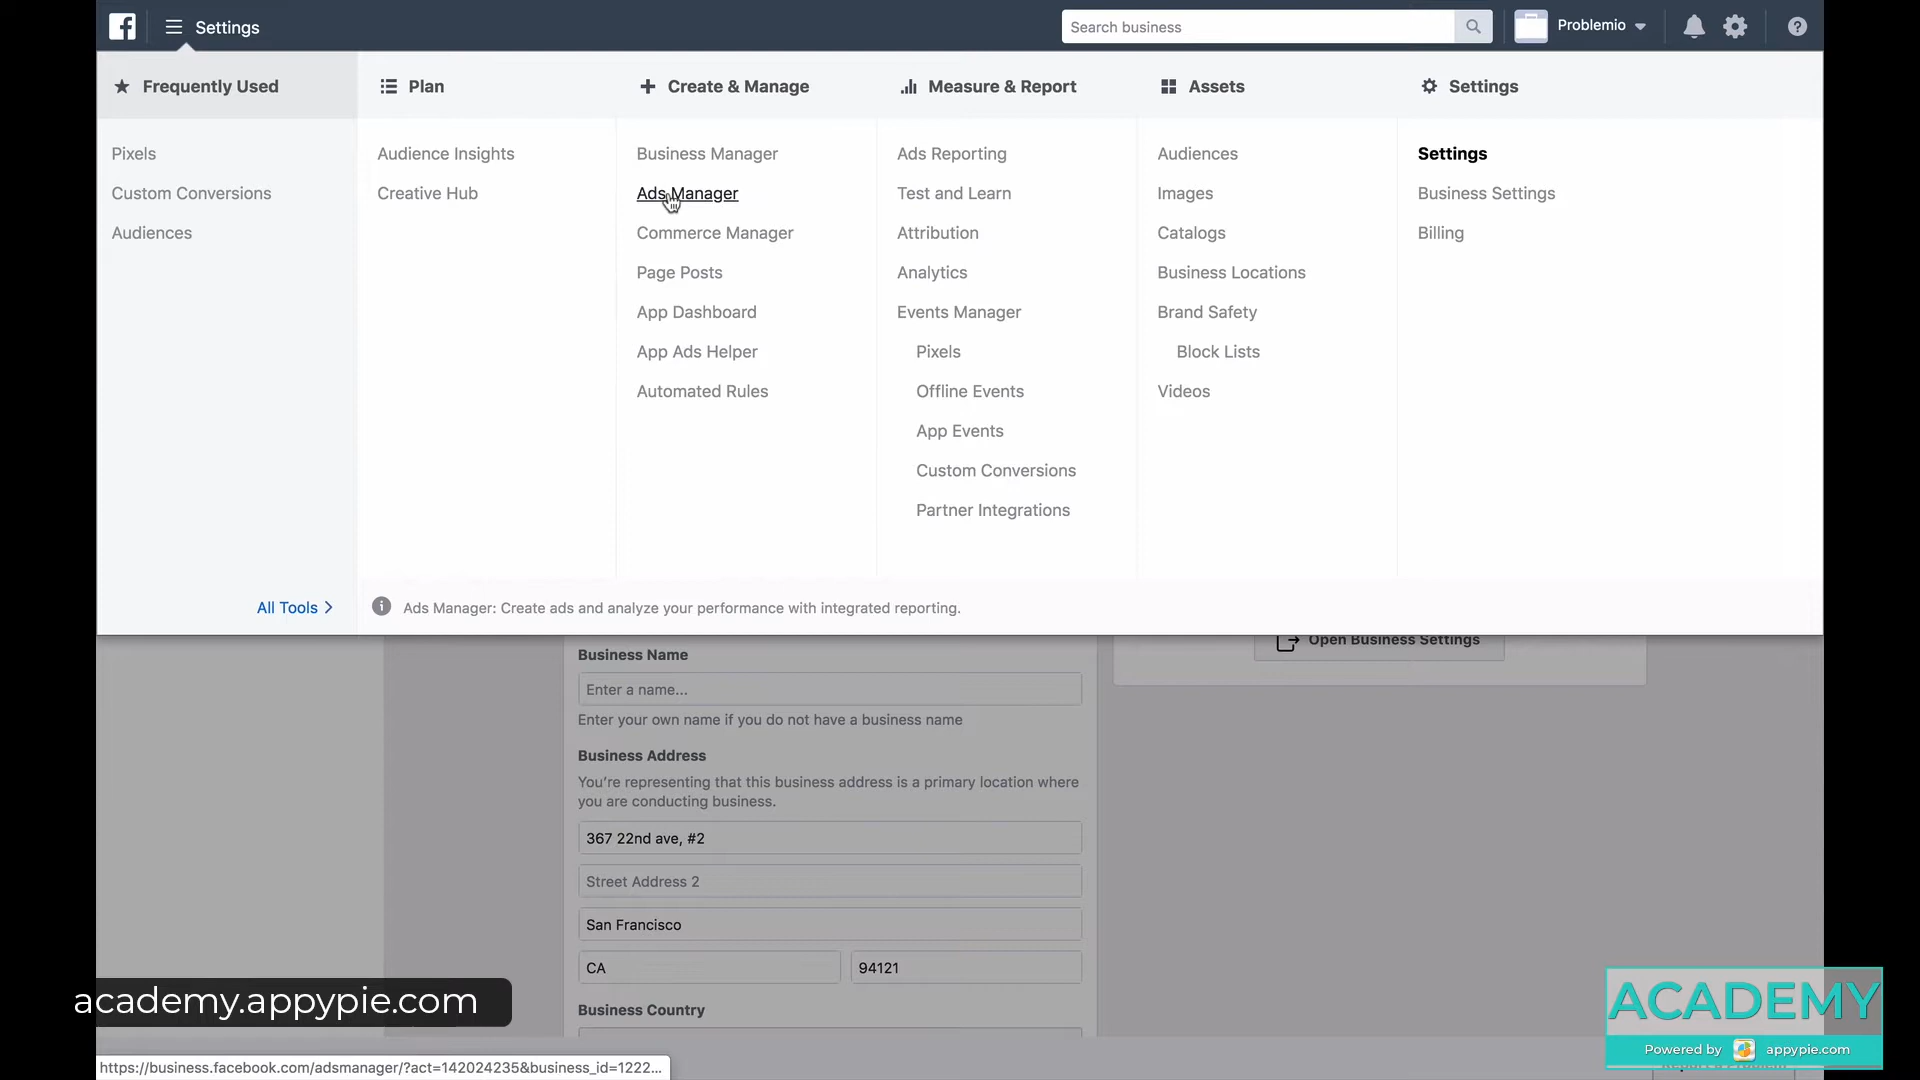 Settings
Search business
Problemio
Frequently Used
Plan
Create & Manage
Measure & Report
Assets
Settings
Pixels
Custom Conversions
Audiences
All Tools
Audience Insights
Creative Hub
Business Manager
Ads Manager
Commerce Manager
Page Posts
App Dashboard
App Ads Helper
Automated Rules
Ads Reporting
Test and Learn
Attribution
Analytics
Events Manager
Pixels
Offline Events
App Events
Custom Conversions
Partner Integrations
Audiences
Images
Catalogs
Business Locations
Brand Safety
Block Lists
Videos
Settings
Business Settings
Billing
Ads Manager: Create ads and analyze your performance with integrated reporting.
Open Business Settings
Business Name
Enter a name...
Enter your own name if you do not have a business name
Business Address
You're representing that this business address is a primary location where
you are conducting business.
367 22nd ave, #2
Street Address 2
San Francisco
CA
94121
Business Country
academy.appypie.com
ACADEMY
Powered by appypie.com
https://business.facebook.com/adsmanager/?act=142024235&business_id=1222...